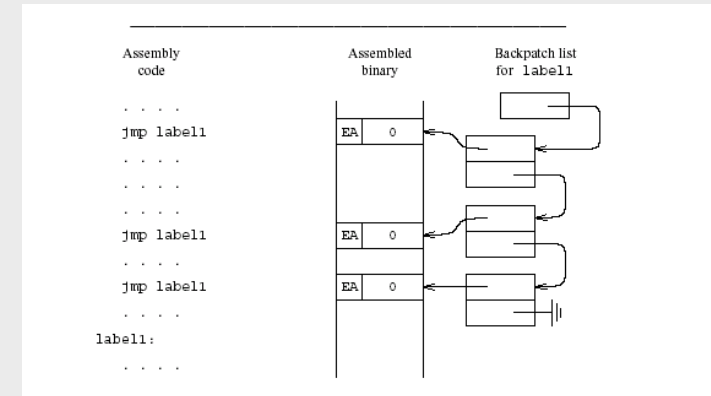 Assembly code
Assembled binary
Backpatch list for label1
. . . .
jmp label1
EA 0
. . . .
. . . .
. . . .
jmp label1
EA 0
. . . .
jmp label1
EA 0
. . . .
label1:
. . . .